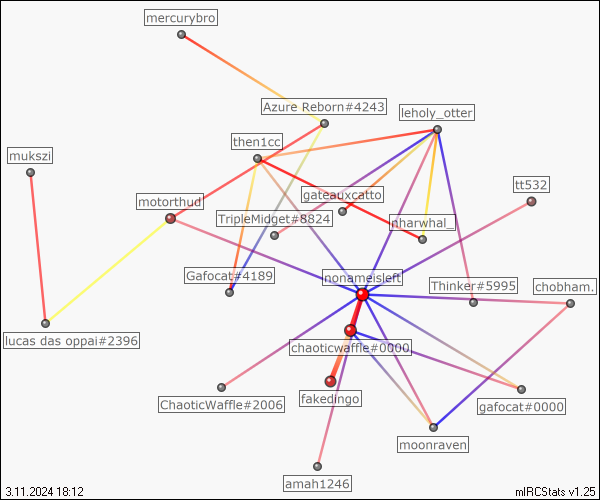 mercurybro
Azure Reborn#4243
leholy_otter
then1cc
mukszi
tt532
gateauxcatto
motorthud
TripleMidget#8824
nharwhal_
Gafocat#4189
nonameisleft
Thinker#5995
chobham.
lucas das oppai#2396
chaoticwaffle#0000
fakedingo
ChaoticWaffle#2006
gafocat#0000
moonraven
amah1246
3.11.2024 18:12
mIRCStats v1.25